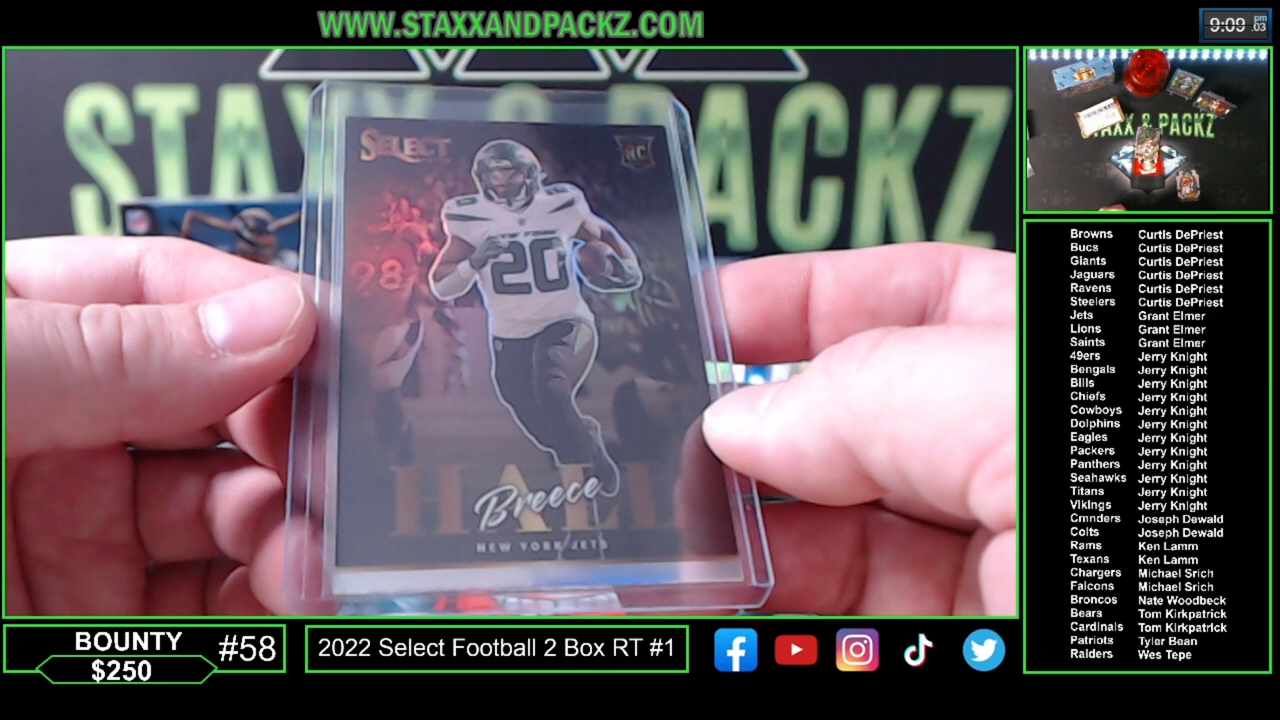 WWW.STAXXANDPACKZ.COM
9:09 pm .03
STAXX & PACKZ
SELECT
RC
20
20
98
HALL
Breece
NEW YORK JETS
STAXX & PACKZ
Browns Curtis DePriest
Bucs Curtis DePriest
Giants Curtis DePriest
Jaguars Curtis DePriest
Ravens Curtis DePriest
Steelers Curtis DePriest
Jets Grant Elmer
Lions Grant Elmer
Saints Grant Elmer
49ers Jerry Knight
Bengals Jerry Knight
Bills Jerry Knight
Chiefs Jerry Knight
Cowboys Jerry Knight
Dolphins Jerry Knight
Eagles Jerry Knight
Packers Jerry Knight
Panthers Jerry Knight
Seahawks Jerry Knight
Titans Jerry Knight
Vikings Jerry Knight
Cmnders Joseph Dewald
Colts Joseph Dewald
Rams Ken Lamm
Texans Ken Lamm
Chargers Michael Srich
Falcons Michael Srich
Broncos Nate Woodbeck
Bears Tom Kirkpatrick
Cardinals Tom Kirkpatrick
Patriots Tyler Bean
Raiders Wes Tepe
BOUNTY #58
$250
2022 Select Football 2 Box RT #1